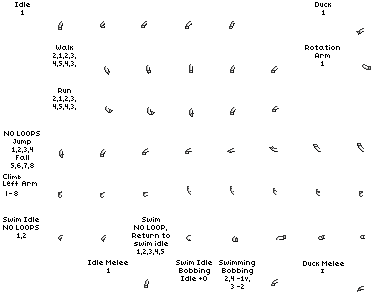 Idle
1
Duck
1
Walk
2,1,2,3,
4,5,4,3,
Rotation
Arm
1
Run
2,1,2,3,
4,5,4,3,
NO LOOPS
Jump
1,2,3,4
Fall
5,6,7,8
Climb
Left Arm
1-8
Swim Idle
NO LOOPS
1,2
Swim
NO LOOP,
Return to
swim idle
1,2,3,4,5
Idle Melee
1
Swim Idle
Bobbing
Idle +0
Swimming
Bobbing
2,4 -1v,
3 -2
Duck Melee
1